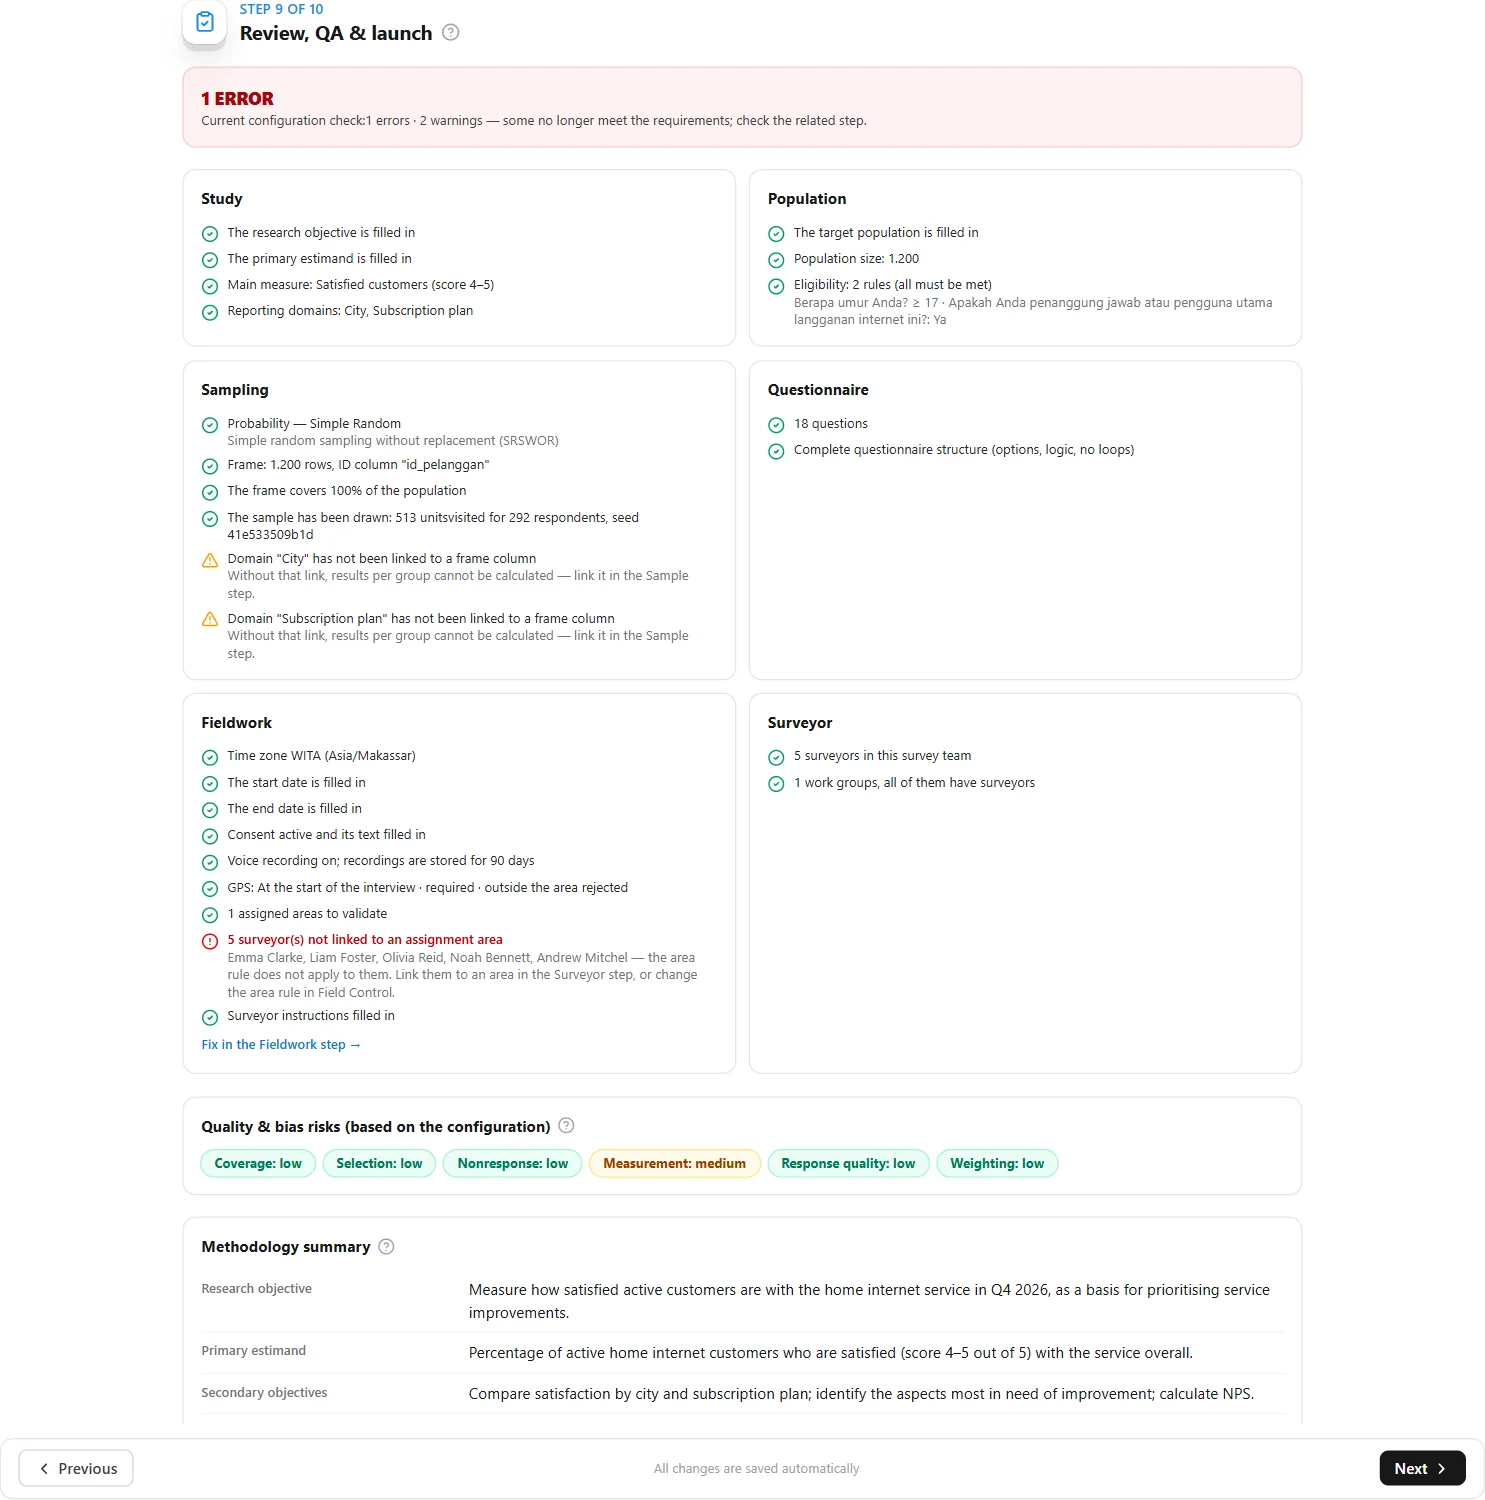 STEP 9 OF 10
Review, QA & launch
1 ERROR
Current configuration check:1 errors · 2 warnings — some no longer meet the requirements; check the related step.
Study
The research objective is filled in
The primary estimand is filled in
Main measure: Satisfied customers (score 4–5)
Reporting domains: City, Subscription plan
Population
The target population is filled in
Population size: 1.200
Eligibility: 2 rules (all must be met)
Berapa umur Anda? ≥ 17 · Apakah Anda penanggung jawab atau pengguna utama
langganan internet ini?: Ya
Sampling
Probability — Simple Random
Simple random sampling without replacement (SRSWOR)
Frame: 1.200 rows, ID column "id_pelanggan"
The frame covers 100% of the population
The sample has been drawn: 513 unitsvisited for 292 respondents, seed
41e533509b1d
Domain "City" has not been linked to a frame column
Without that link, results per group cannot be calculated — link it in the Sample
step.
Domain "Subscription plan" has not been linked to a frame column
Without that link, results per group cannot be calculated — link it in the Sample
step.
Questionnaire
18 questions
Complete questionnaire structure (options, logic, no loops)
Fieldwork
Time zone WITA (Asia/Makassar)
The start date is filled in
The end date is filled in
Consent active and its text filled in
Voice recording on; recordings are stored for 90 days
GPS: At the start of the interview · required · outside the area rejected
1 assigned areas to validate
5 surveyor(s) not linked to an assignment area
Emma Clarke, Liam Foster, Olivia Reid, Noah Bennett, Andrew Mitchel — the area
rule does not apply to them. Link them to an area in the Surveyor step, or change
the area rule in Field Control.
Surveyor instructions filled in
Fix in the Fieldwork step →
Surveyor
5 surveyors in this survey team
1 work groups, all of them have surveyors
Quality & bias risks (based on the configuration)
Coverage: low
Selection: low
Nonresponse: low
Measurement: medium
Response quality: low
Weighting: low
Methodology summary
Research objective
Measure how satisfied active customers are with the home internet service in Q4 2026, as a basis for prioritising service
improvements.
Primary estimand
Percentage of active home internet customers who are satisfied (score 4–5 out of 5) with the service overall.
Secondary objectives
Compare satisfaction by city and subscription plan; identify the aspects most in need of improvement; calculate NPS.
Previous
All changes are saved automatically
Next